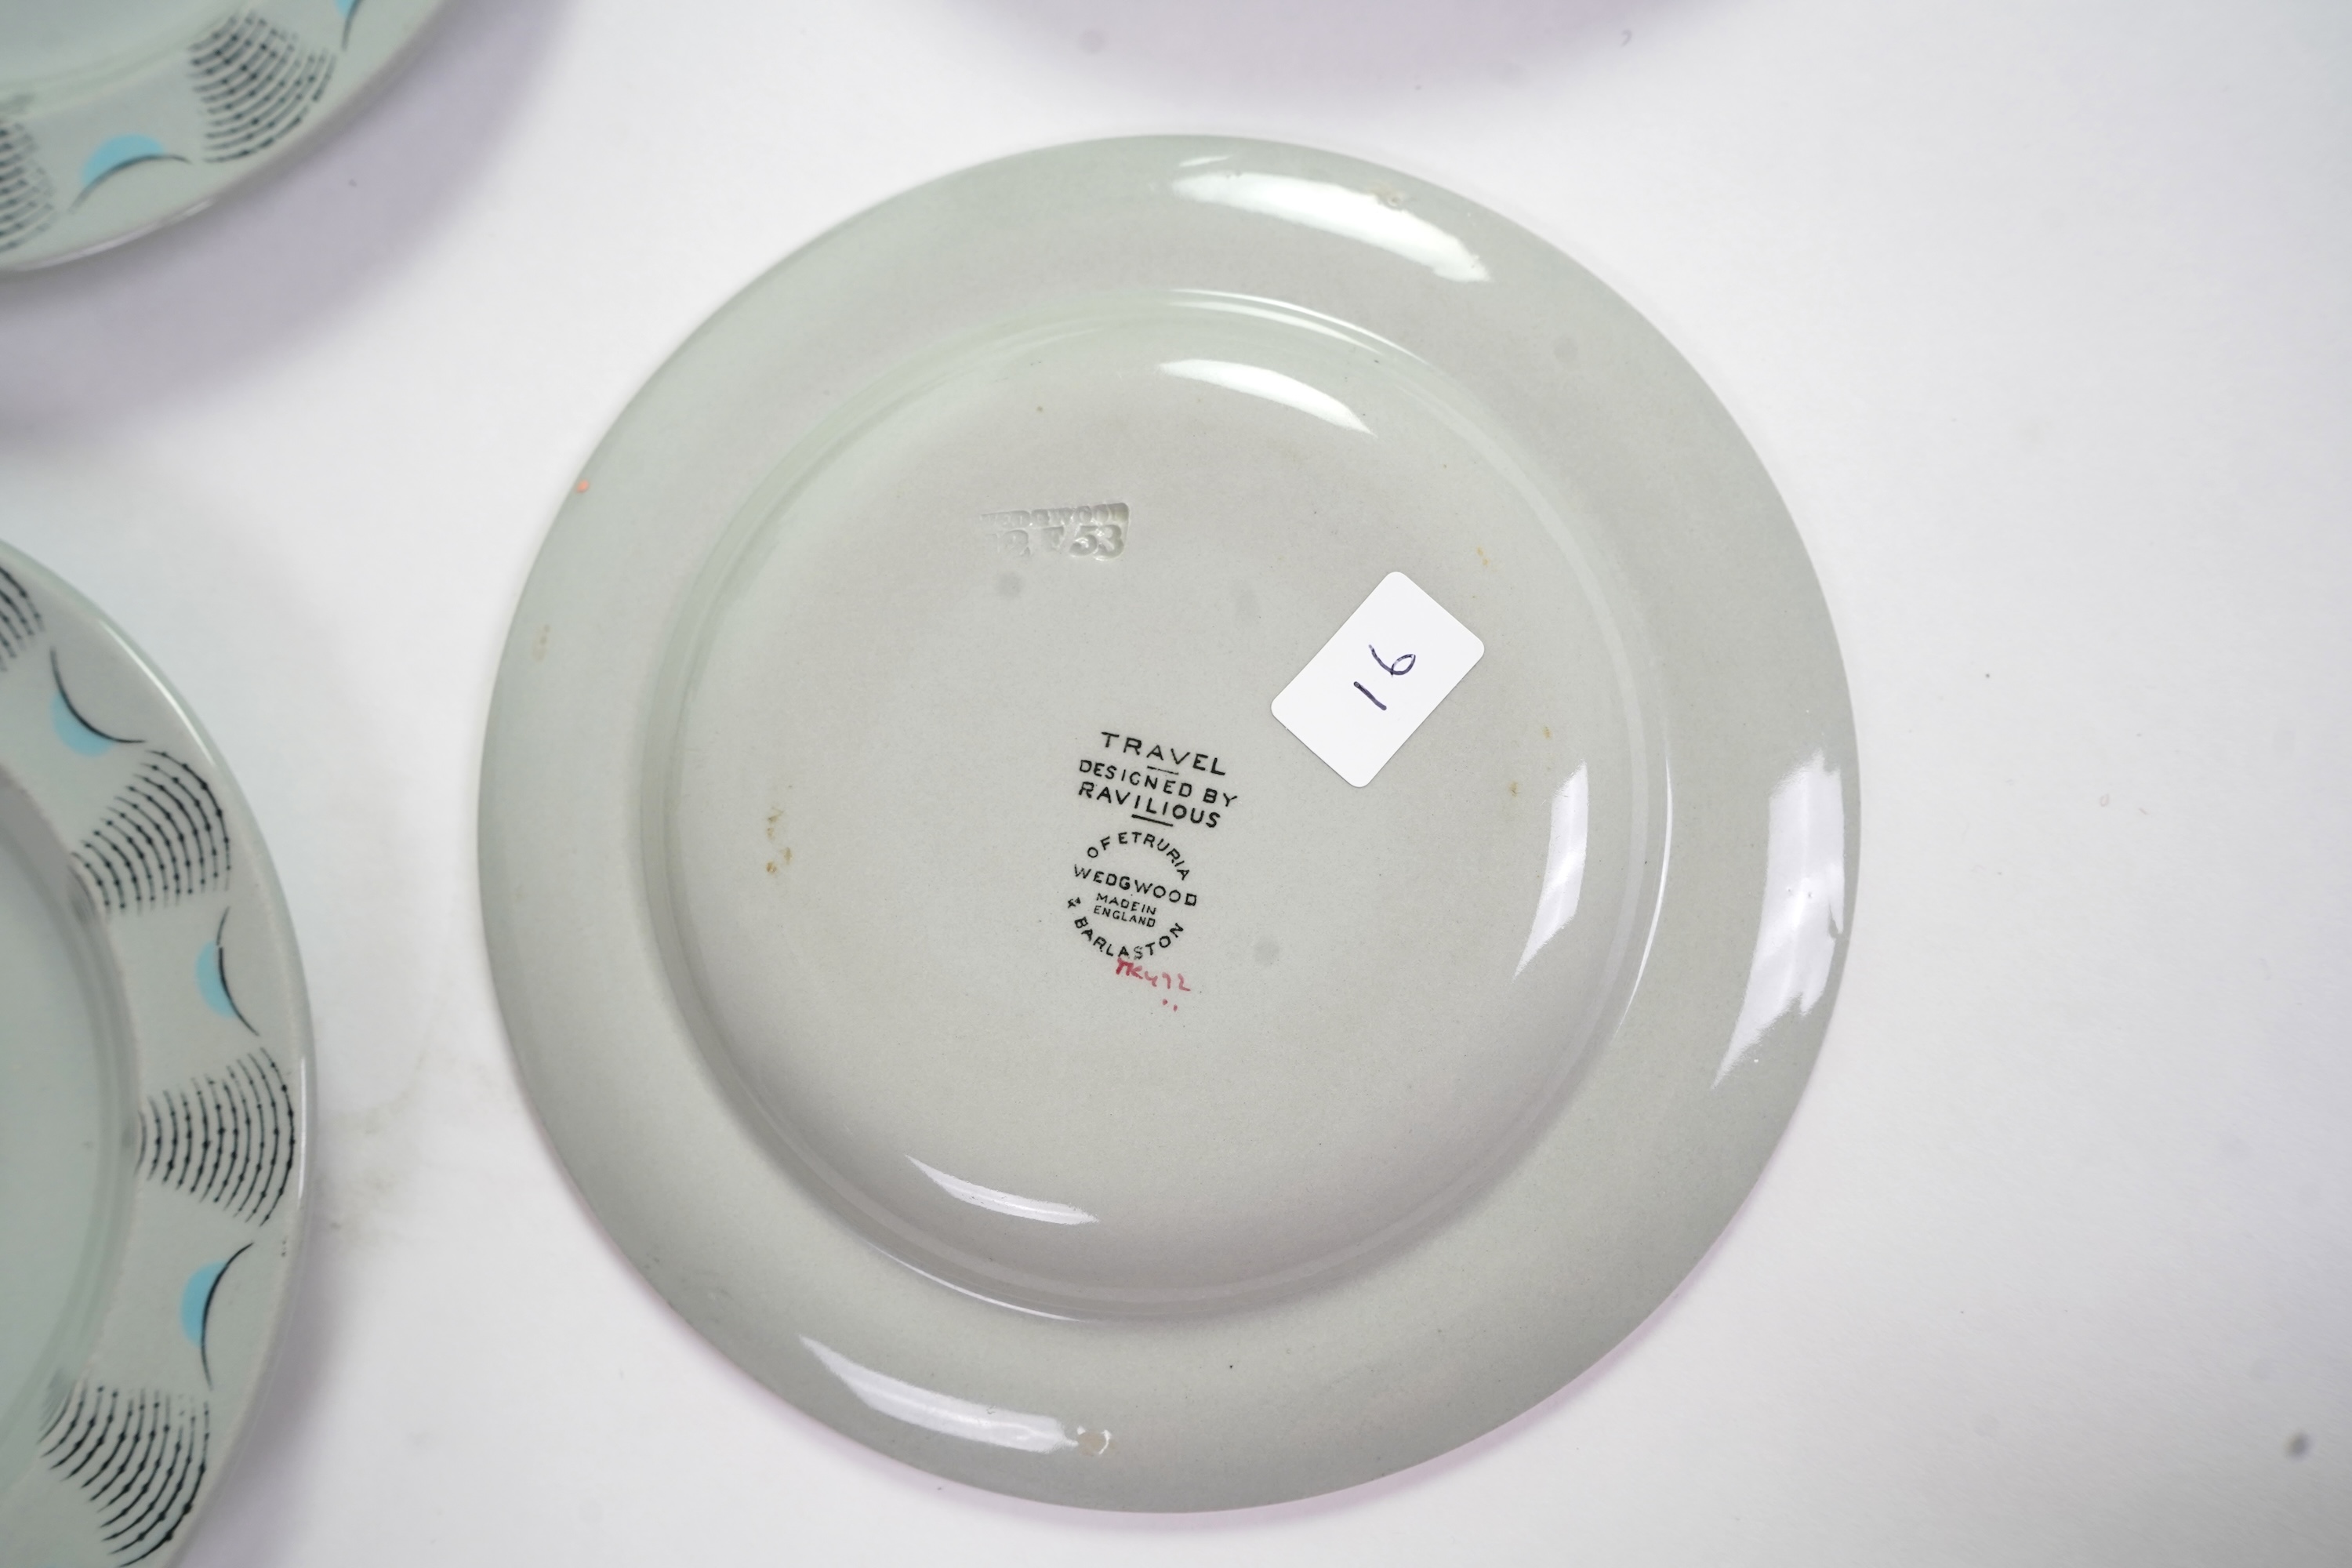 WEDGWOOD
53
16
TRAVEL
DESIGNED BY
RAVILIOUS
OF ETRURIA
WEDGWOOD
MADE IN
ENGLAND
& BARLASTON